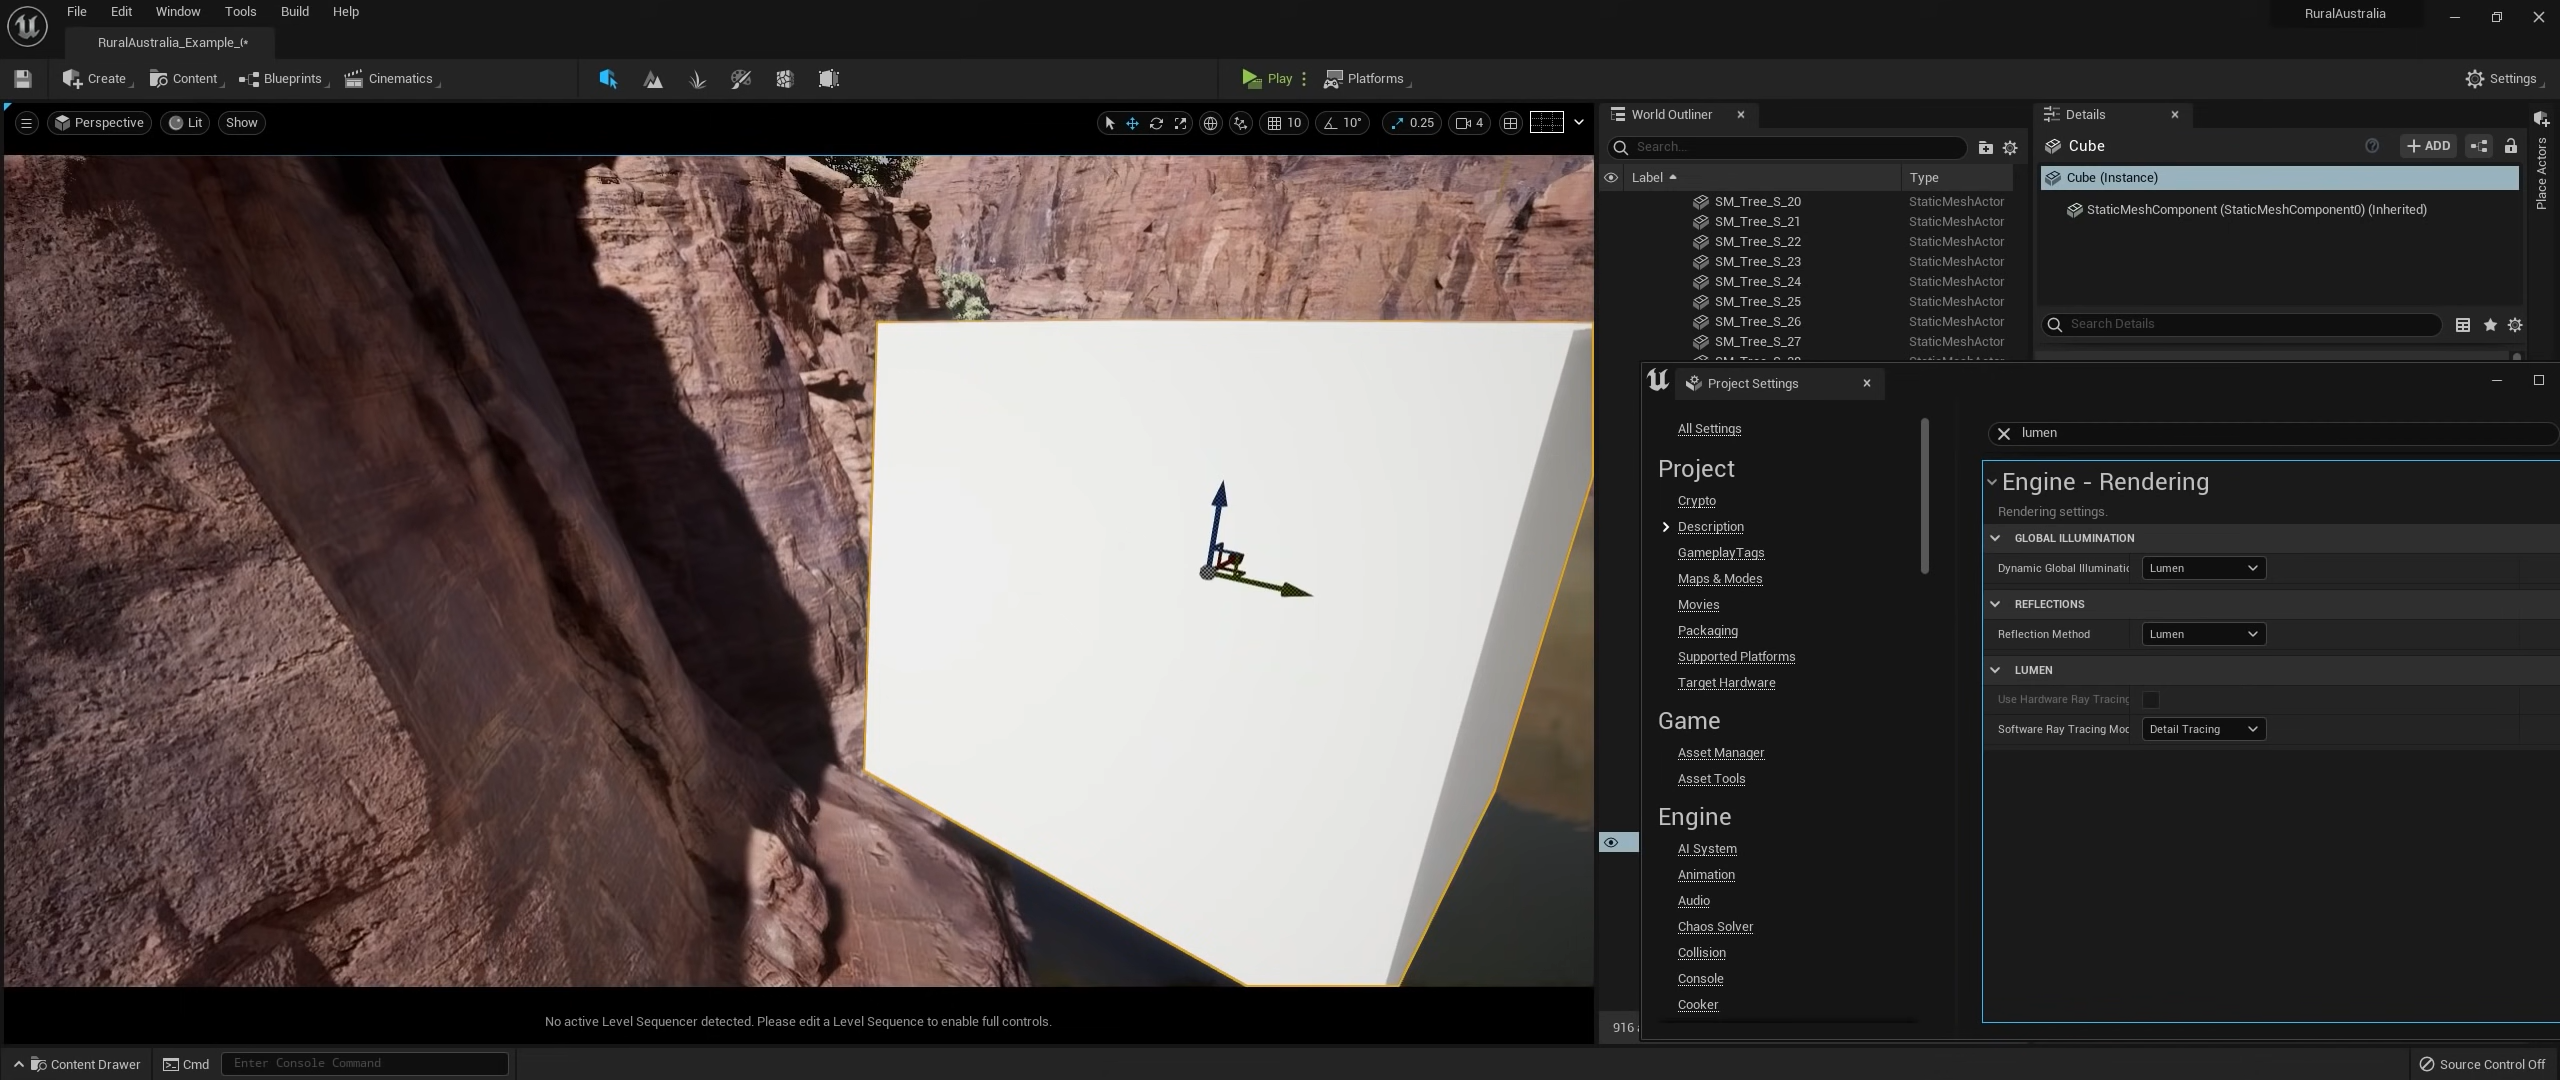 File Edit Window Tools Build Help
RuralAustralia
RuralAustralia_Example_(*
Create Content Blueprints Cinematics
Play Platforms
Settings
Perspective Lit Show
10 10° 0.25 4
World Outliner
Search...
Label Type
SM_Tree_S_20 StaticMeshActor
SM_Tree_S_21 StaticMeshActor
SM_Tree_S_22 StaticMeshActor
SM_Tree_S_23 StaticMeshActor
SM_Tree_S_24 StaticMeshActor
SM_Tree_S_25 StaticMeshActor
SM_Tree_S_26 StaticMeshActor
SM_Tree_S_27 StaticMeshActor
916
Details
Cube
ADD
Cube (Instance)
StaticMeshComponent (StaticMeshComponent0) (Inherited)
Search Details
Place Actors
Project Settings
All Settings
Project
Crypto
Description
GameplayTags
Maps & Modes
Movies
Packaging
Supported Platforms
Target Hardware
Game
Asset Manager
Asset Tools
Engine
AI System
Animation
Audio
Chaos Solver
Collision
Console
Cooker
lumen
Engine - Rendering
Rendering settings.
GLOBAL ILLUMINATION
Dynamic Global Illuminatio Lumen
REFLECTIONS
Reflection Method Lumen
LUMEN
Use Hardware Ray Tracing
Software Ray Tracing Mod Detail Tracing
No active Level Sequencer detected. Please edit a Level Sequence to enable full controls.
Content Drawer Cmd Enter Console Command
Source Control Off